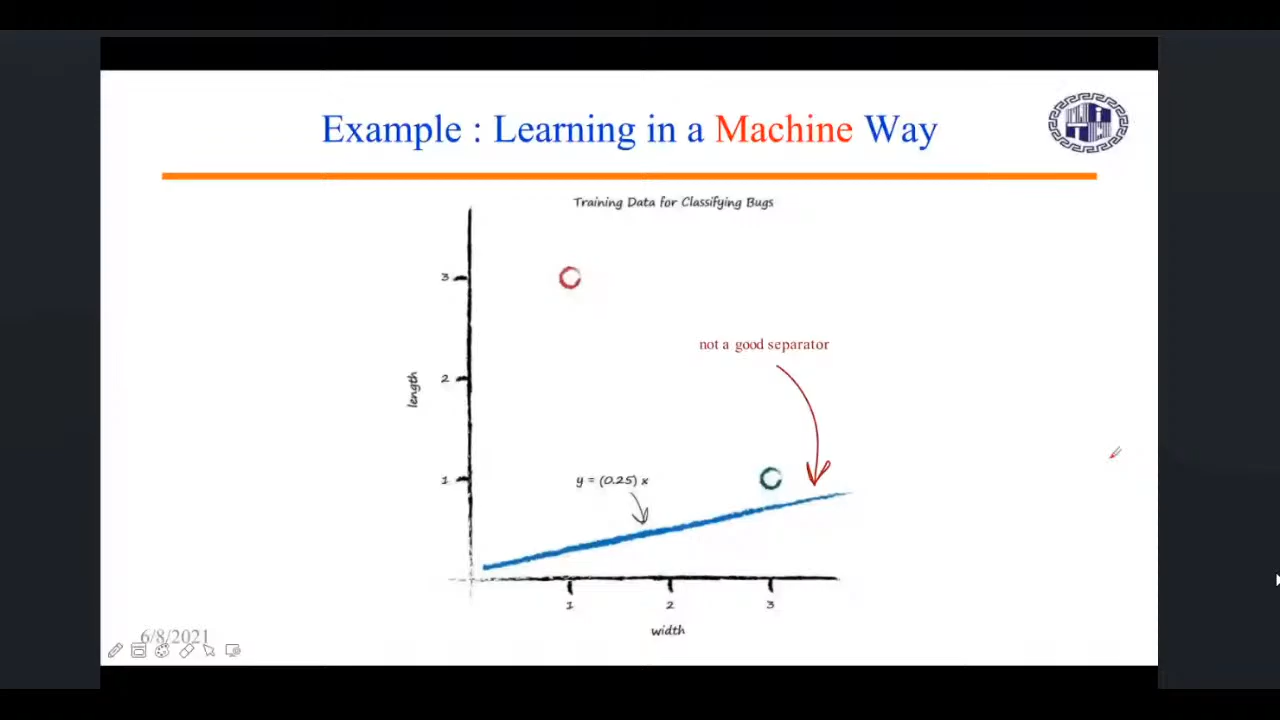 Example : Learning in a Machine Way
Training Data for Classifying Bugs
3
not a good separator
2
length
1
y = (0.25) x
1 2 3
width
6/8/2021